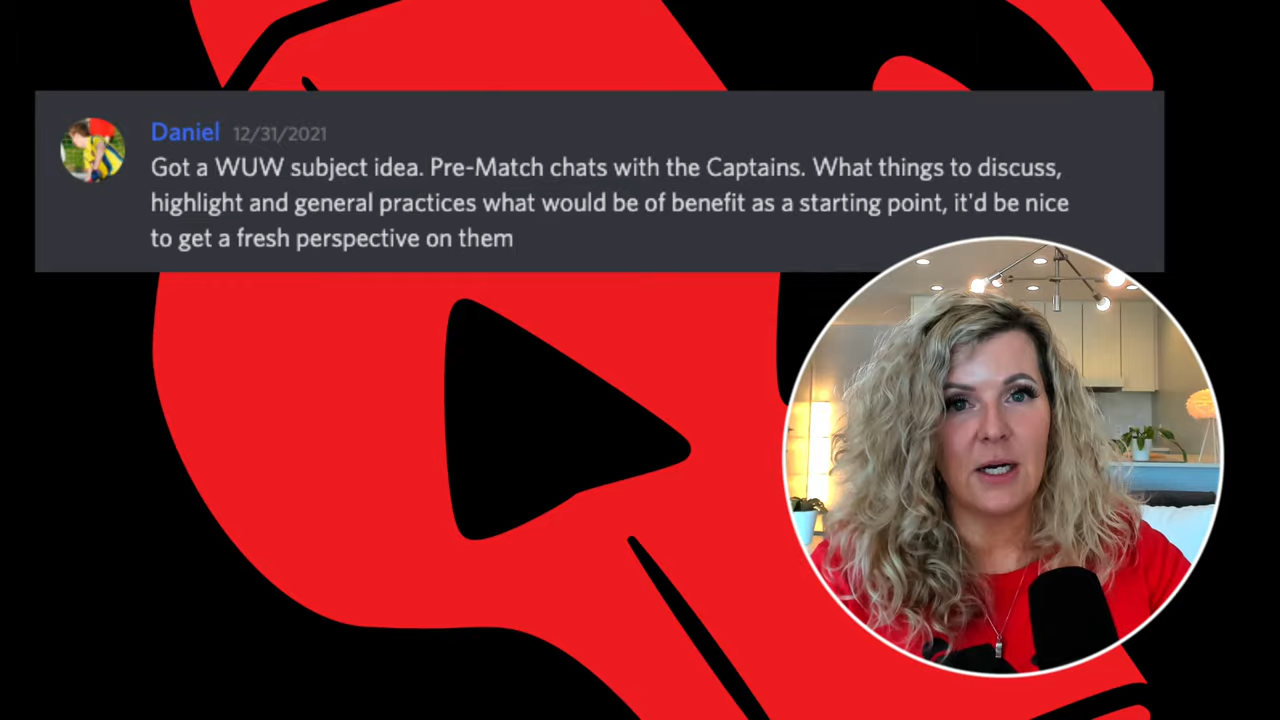 Daniel 12/31/2021
Got a WUW subject idea. Pre-Match chats with the Captains. What things to discuss,
highlight and general practices what would be of benefit as a starting point, it'd be nice
to get a fresh perspective on them